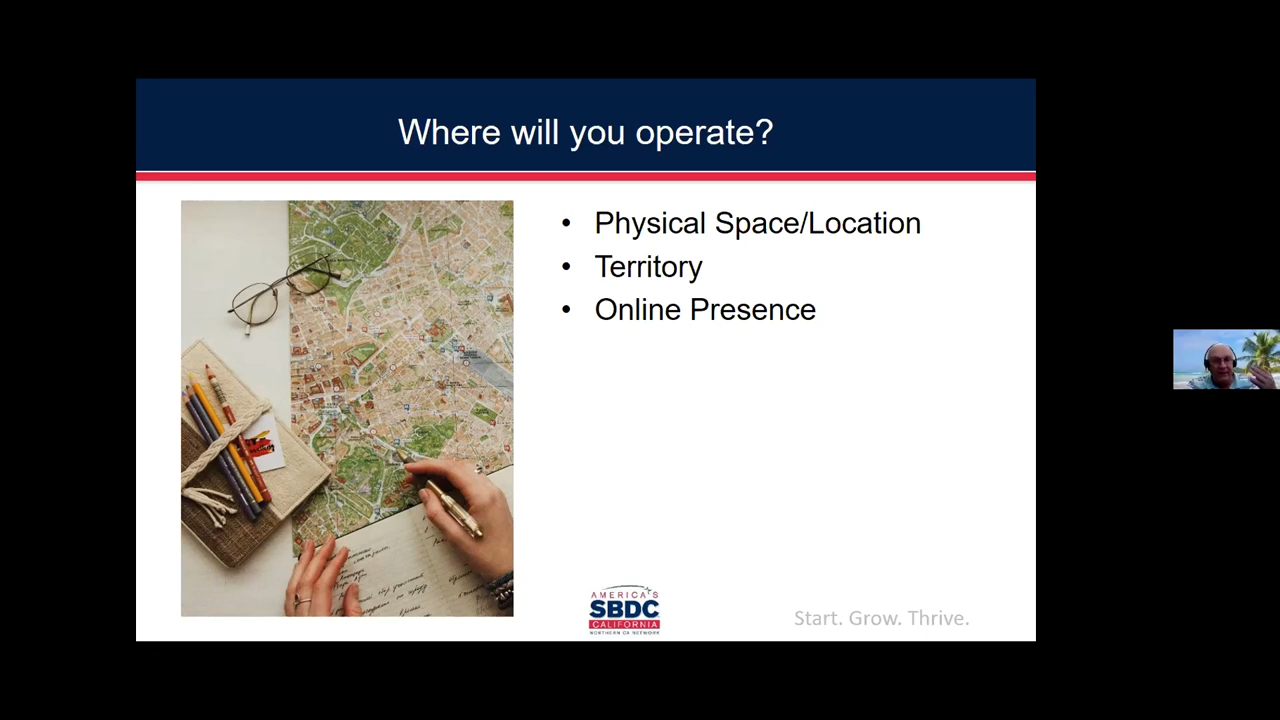 Where will you operate?
• Physical Space/Location
• Territory
• Online Presence
AMERICA'S
SBDC
CALIFORNIA
NORTHERN CA NETWORK
Start. Grow. Thrive.